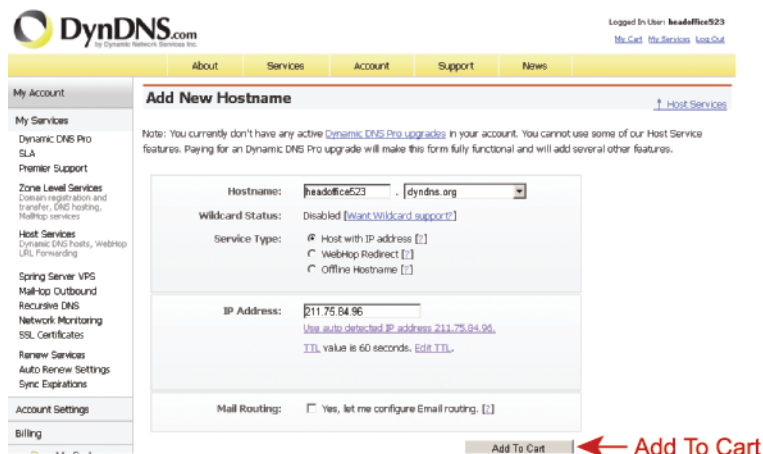 DynDNS.com
by Dynamic Network Services Inc.
Logged In User: headoffice523
My Cart My Services Log Out
About Services Account Support News
My Account
My Services
Dynamic DNS Pro
SLA
Premier Support
Zone Level Services
Domain registration and
transfer, DNS hosting,
MailHop services
Host Services
Dynamic DNS hosts, WebHop
URL Forwarding
Spring Server VPS
MailHop Outbound
Recursive DNS
Network Monitoring
SSL Certificates
Renew Services
Auto Renew Settings
Sync Expirations
Account Settings
Billing
Add New Hostname
↑ Host Services
Note: You currently don't have any active Dynamic DNS Pro upgrades in your account. You cannot use some of our Host Service
features. Paying for an Dynamic DNS Pro upgrade will make this form fully functional and will add several other features.
Hostname: headoffice523 . dyndns.org
Wildcard Status: Disabled [Want Wildcard support?]
Service Type: Host with IP address [?]
WebHop Redirect [?]
Offline Hostname [?]
IP Address: 211.75.84.96
Use auto detected IP address 211.75.84.96.
TTL value is 60 seconds. Edit TTL.
Mail Routing: Yes, let me configure Email routing. [?]
Add To Cart
Add To Cart